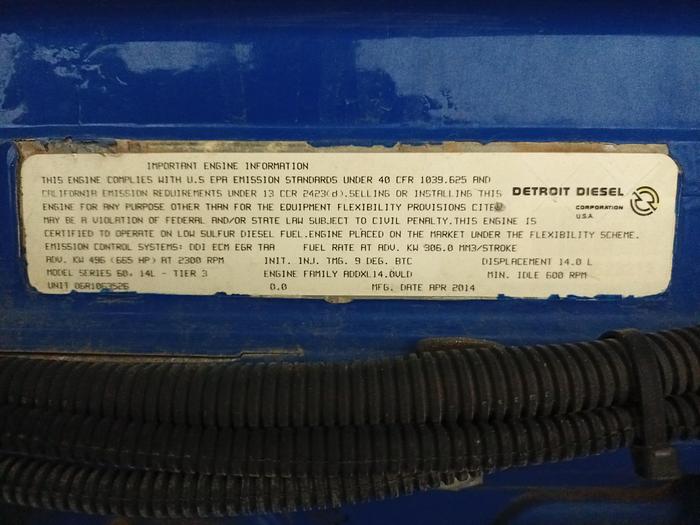 IMPORTANT ENGINE INFORMATION
THIS ENGINE COMPLIES WITH U.S EPA EMISSION STANDARDS UNDER 40 CFR 1039.625 AND
CALIFORNIA EMISSION REQUIREMENTS UNDER 13 CCR 2423(d).SELLING OR INSTALLING THIS
ENGINE FOR ANY PURPOSE OTHER THAN FOR THE EQUIPMENT FLEXIBILITY PROVISIONS CITED
MAY BE A VIOLATION OF FEDERAL AND/OR STATE LAW SUBJECT TO CIVIL PENALTY.THIS ENGINE IS
CERTIFIED TO OPERATE ON LOW SULFUR DIESEL FUEL.ENGINE PLACED ON THE MARKET UNDER THE FLEXIBILITY SCHEME.
EMISSION CONTROL SYSTEMS: DDI ECM EGR TAA FUEL RATE AT ADV. KW 306.0 MM3/STROKE
ADV. KW 496 (665 HP) AT 2300 RPM INIT. INJ. TMG. 9 DEG. BTC DISPLACEMENT 14.0 L
MODEL SERIES 60, 14L - TIER 3 ENGINE FAMILY ADDXL14.0VLD MIN. IDLE 600 RPM
UNIT 06R1063526 0.0 MFG. DATE APR 2014
DETROIT DIESEL
CORPORATION
U.S.A.